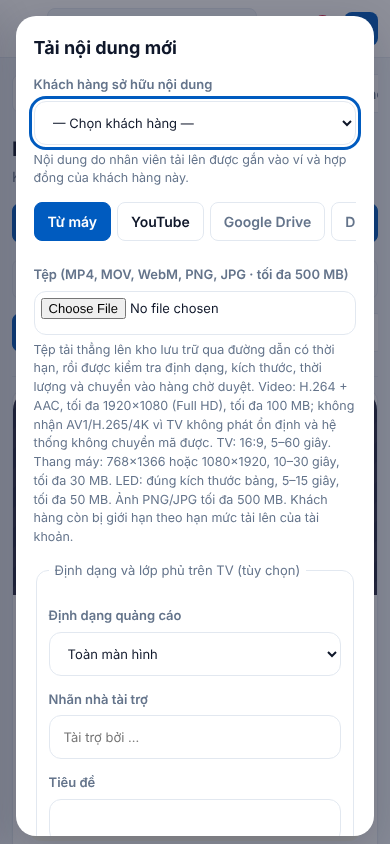 Tải nội dung mới
Khách hàng sở hữu nội dung
— Chọn khách hàng —
Nội dung do nhân viên tải lên được gắn vào ví và hợp
đồng của khách hàng này.
Từ máy
YouTube
Google Drive
D
Tệp (MP4, MOV, WebM, PNG, JPG · tối đa 500 MB)
Choose File No file chosen
Tệp tải thẳng lên kho lưu trữ qua đường dẫn có thời
hạn, rồi được kiểm tra định dạng, kích thước, thời
lượng và chuyển vào hàng chờ duyệt. Video: H.264 +
AAC, tối đa 1920×1080 (Full HD), tối đa 100 MB; không
nhận AV1/H.265/4K vì TV không phát ổn định và hệ
thống không chuyển mã được. TV: 16:9, 5–60 giây.
Thang máy: 768×1366 hoặc 1080×1920, 10–30 giây,
tối đa 30 MB. LED: đúng kích thước bảng, 5–15 giây,
tối đa 50 MB. Ảnh PNG/JPG tối đa 500 MB. Khách
hàng còn bị giới hạn theo hạn mức tải lên của tài
khoản.
Định dạng và lớp phủ trên TV (tùy chọn)
Định dạng quảng cáo
Toàn màn hình
Nhãn nhà tài trợ
Tài trợ bởi ...
Tiêu đề